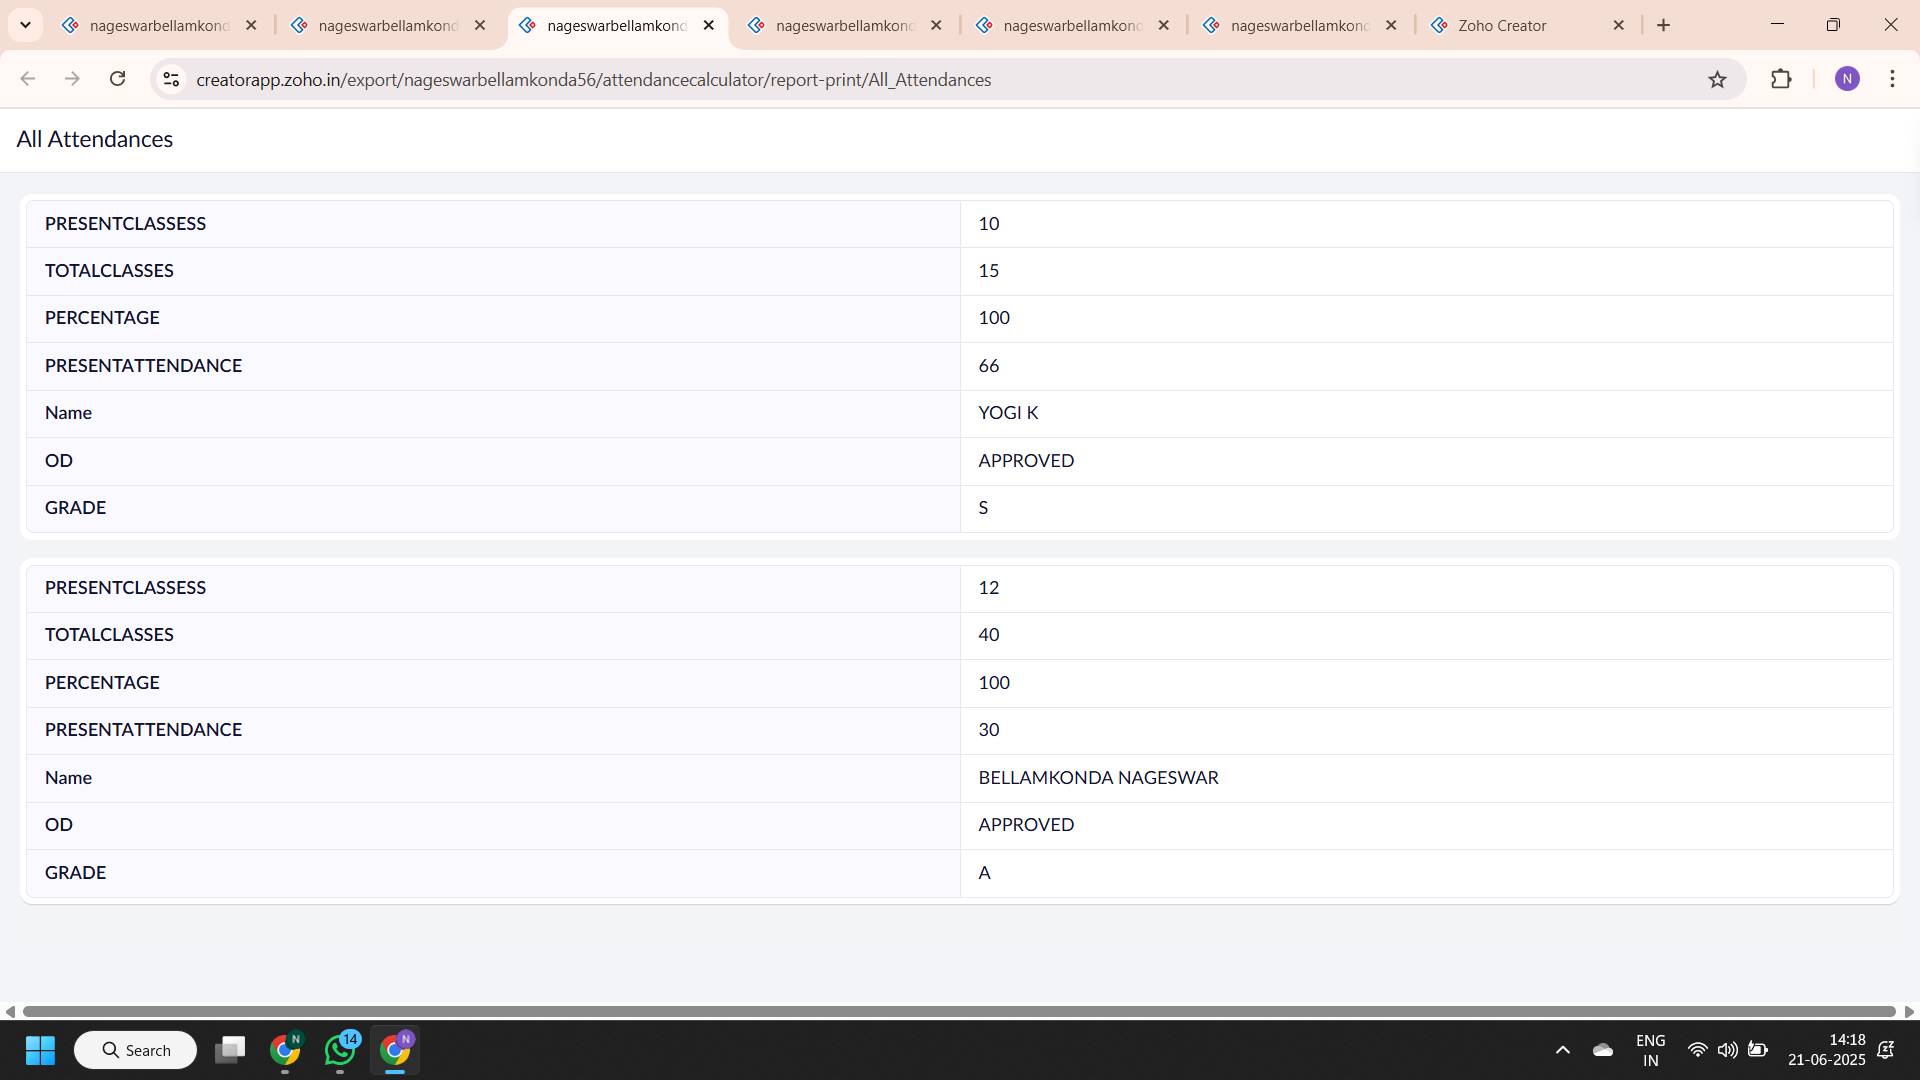 nageswarbellamkond
nageswarbellamkond
nageswarbellamkond
nageswarbellamkond
nageswarbellamkond
nageswarbellamkond
Zoho Creator
creatorapp.zoho.in/export/nageswarbellamkonda56/attendancecalculator/report-print/All_Attendances
N
All Attendances
PRESENTCLASSESS 10
TOTALCLASSES 15
PERCENTAGE 100
PRESENTATTENDANCE 66
Name YOGI K
OD APPROVED
GRADE S
PRESENTCLASSESS 12
TOTALCLASSES 40
PERCENTAGE 100
PRESENTATTENDANCE 30
Name BELLAMKONDA NAGESWAR
OD APPROVED
GRADE A
Search
N
14
N
ENG
IN
14:18
21-06-2025